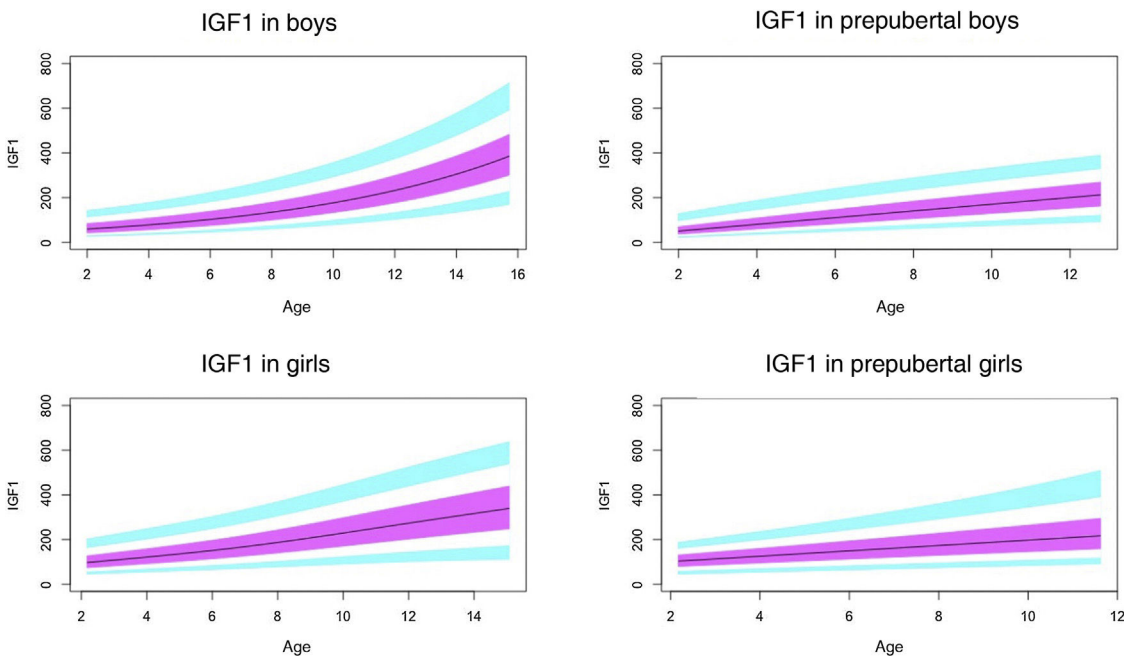 IGF1 in boys
800
600
400
200
0
IGF1
2 4 6 8 10 12 14 16
Age
IGF1 in prepubertal boys
800
600
400
200
0
IGF1
2 4 6 8 10 12
Age
IGF1 in girls
800
600
400
200
0
IGF1
2 4 6 8 10 12 14
Age
IGF1 in prepubertal girls
800
600
400
200
0
IGF1
2 4 6 8 10 12
Age